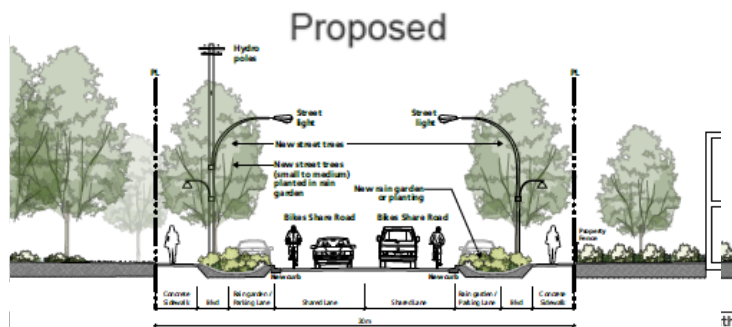 Proposed
Hydro
poles
PL
PL
Street
light
Street
light
New street trees
New street trees
(small to medium)
planted in rain
garden
New rain garden
or planting
Bikes Share Road
Bikes Share Road
Property
Fence
New curb
New curb
Concrete
Sidewalk
Blvd
Rain garden /
Parking Lane
Shared Lane
Shared Lane
Rain garden /
Parking Lane
Blvd
Concrete
Sidewalk
20m
th